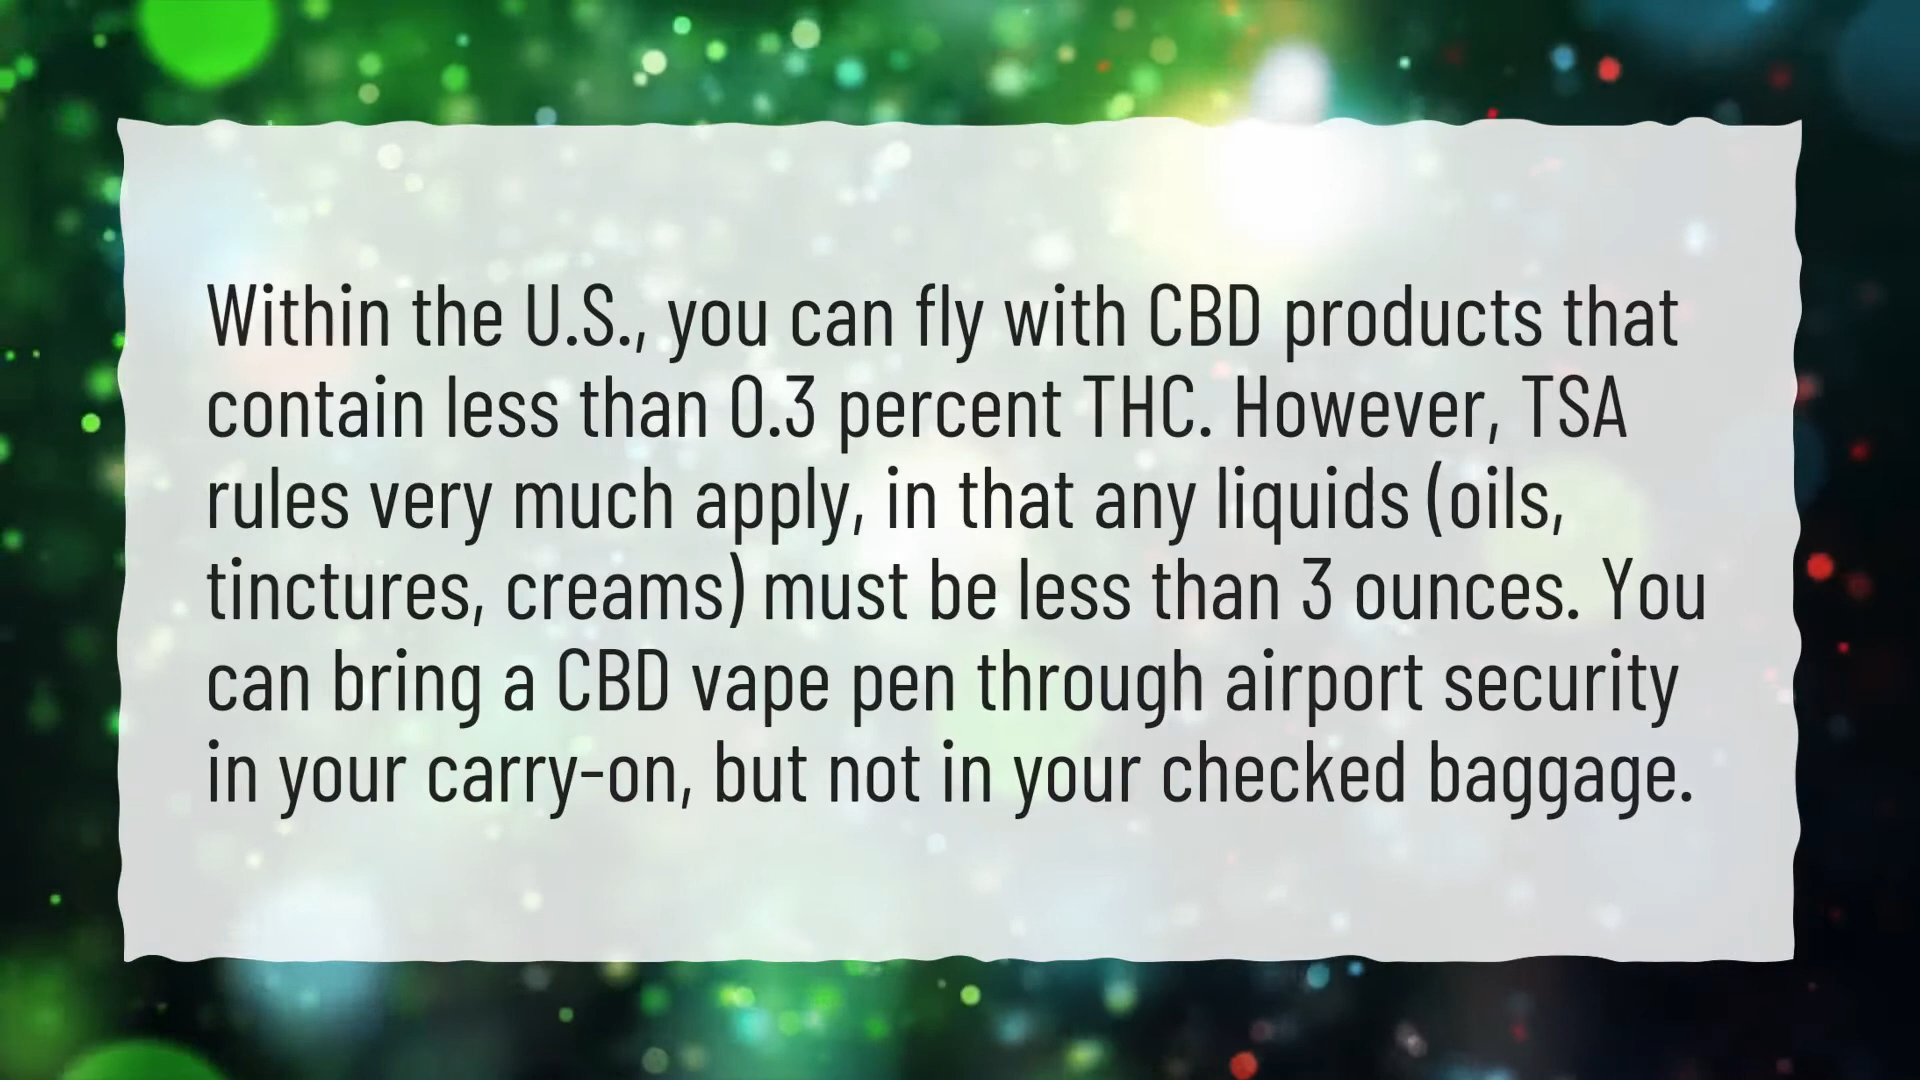 Within the U.S., you can fly with CBD products that
contain less than 0.3 percent THC. However, TSA
rules very much apply, in that any liquids (oils,
tinctures, creams) must be less than 3 ounces. You
can bring a CBD vape pen through airport security
in your carry-on, but not in your checked baggage.